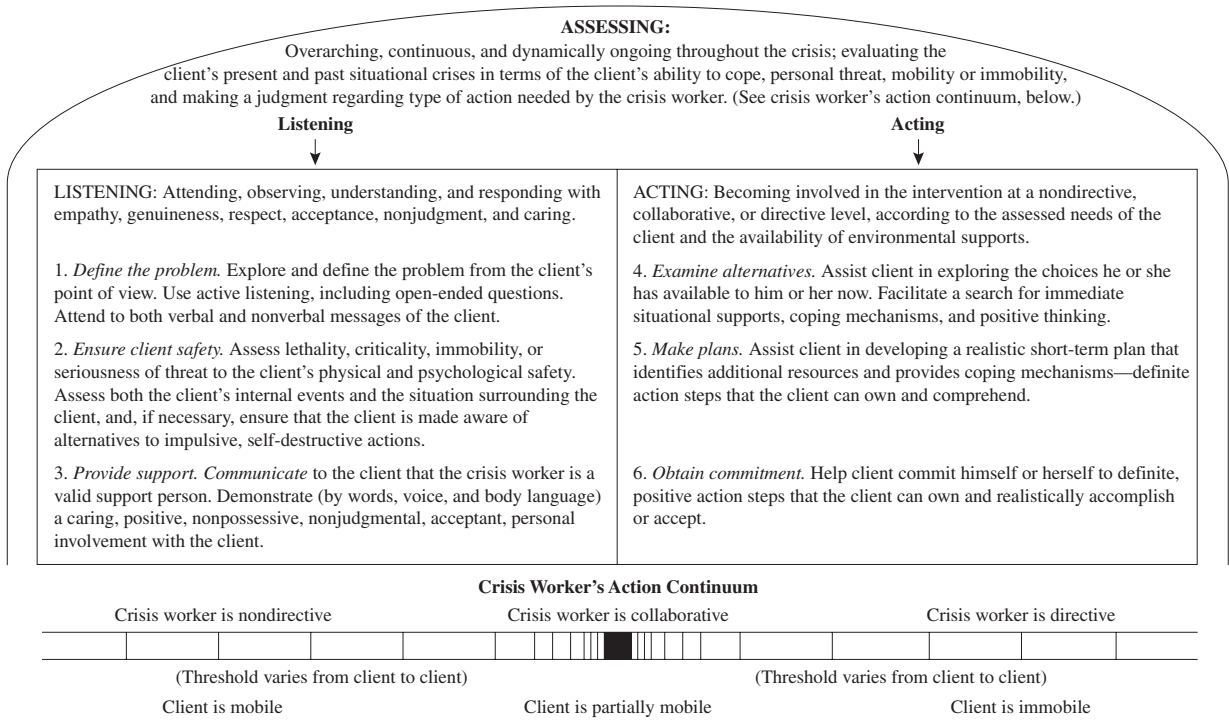 ASSESSING:
Overarching, continuous, and dynamically ongoing throughout the crisis; evaluating the
client’s present and past situational crises in terms of the client’s ability to cope, personal threat, mobility or immobility,
and making a judgment regarding type of action needed by the crisis worker. (See crisis worker’s action continuum, below.)
Listening
Acting
LISTENING: Attending, observing, understanding, and responding with
empathy, genuineness, respect, acceptance, nonjudgment, and caring.
1. Define the problem. Explore and define the problem from the client’s
point of view. Use active listening, including open-ended questions.
Attend to both verbal and nonverbal messages of the client.
2. Ensure client safety. Assess lethality, criticality, immobility, or
seriousness of threat to the client’s physical and psychological safety.
Assess both the client’s internal events and the situation surrounding the
client, and, if necessary, ensure that the client is made aware of
alternatives to impulsive, self-destructive actions.
3. Provide support. Communicate to the client that the crisis worker is a
valid support person. Demonstrate (by words, voice, and body language)
a caring, positive, nonpossessive, nonjudgmental, acceptant, personal
involvement with the client.
ACTING: Becoming involved in the intervention at a nondirective,
collaborative, or directive level, according to the assessed needs of the
client and the availability of environmental supports.
4. Examine alternatives. Assist client in exploring the choices he or she
has available to him or her now. Facilitate a search for immediate
situational supports, coping mechanisms, and positive thinking.
5. Make plans. Assist client in developing a realistic short-term plan that
identifies additional resources and provides coping mechanisms—definite
action steps that the client can own and comprehend.
6. Obtain commitment. Help client commit himself or herself to definite,
positive action steps that the client can own and realistically accomplish
or accept.
Crisis Worker’s Action Continuum
Crisis worker is nondirective
Crisis worker is collaborative
Crisis worker is directive
(Threshold varies from client to client)
(Threshold varies from client to client)
Client is mobile
Client is partially mobile
Client is immobile